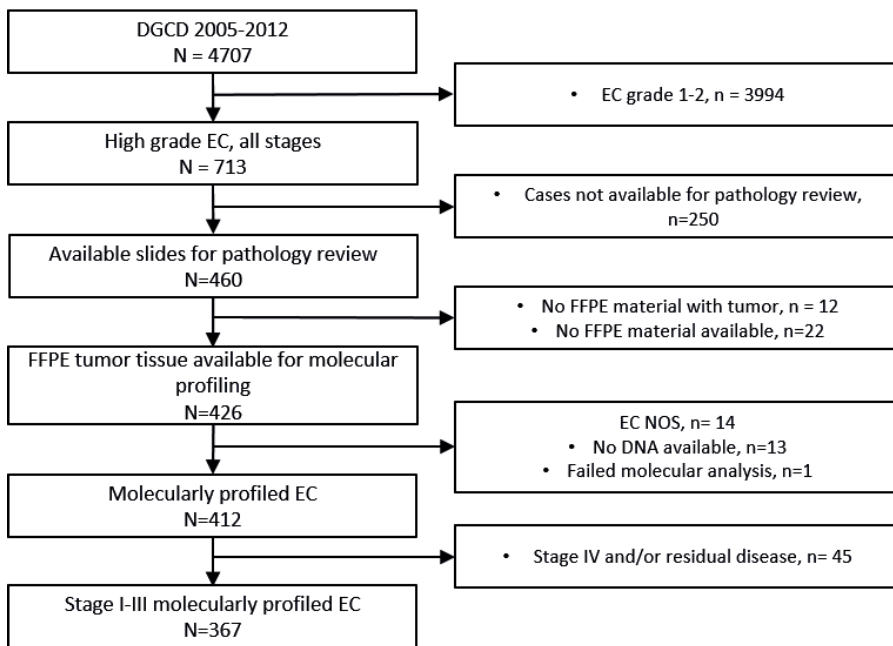 DGCD 2005-2012
N = 4707
• EC grade 1-2, n = 3994
High grade EC, all stages
N = 713
• Cases not available for pathology review,
n=250
Available slides for pathology review
N=460
• No FFPE material with tumor, n = 12
• No FFPE material available, n=22
FFPE tumor tissue available for molecular
profiling
N=426
EC NOS, n= 14
• No DNA available, n=13
• Failed molecular analysis, n=1
Molecularly profiled EC
N=412
• Stage IV and/or residual disease, n= 45
Stage I-III molecularly profiled EC
N=367